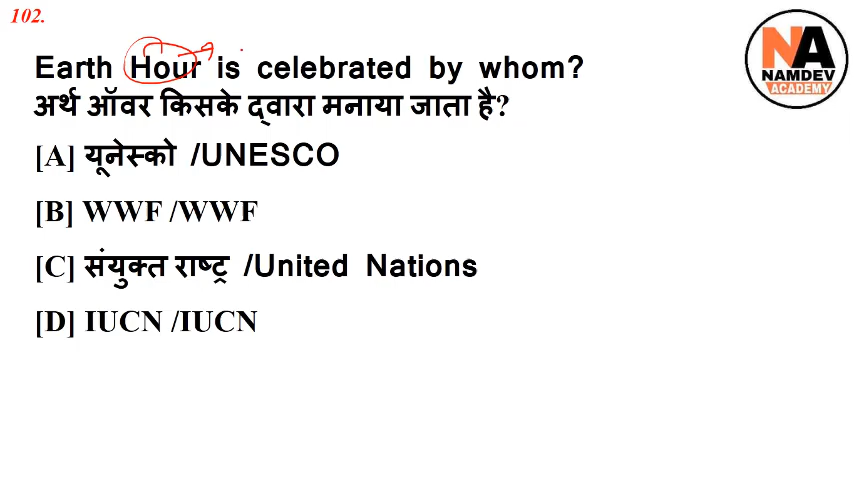 102.
Earth Hour is celebrated by whom?
अर्थ ऑवर किसके द्वारा मनाया जाता है?
[A] यूनेस्को /UNESCO
[B] WWF /WWF
[C] संयुक्त राष्ट्र /United Nations
[D] IUCN /IUCN
NA
NAMDEV
ACADEMY